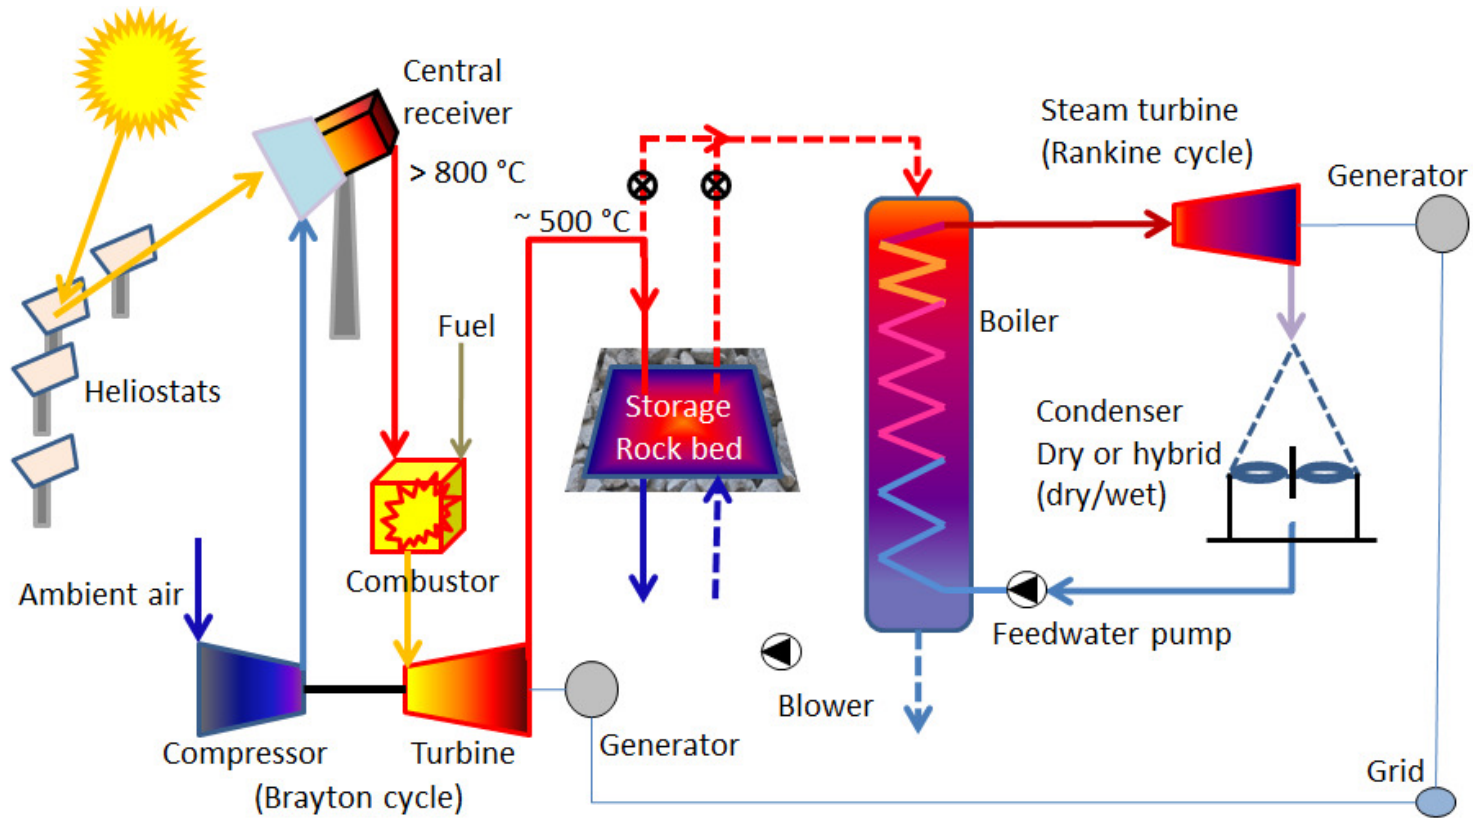 Central
receiver
> 800 °C
Steam turbine
(Rankine cycle)
Generator
~ 500 °C
Fuel
Boiler
Heliostats
Storage
Rock bed
Condenser
Dry or hybrid
(dry/wet)
Combustor
Ambient air
Feedwater pump
Blower
Compressor
Turbine
Generator
(Brayton cycle)
Grid